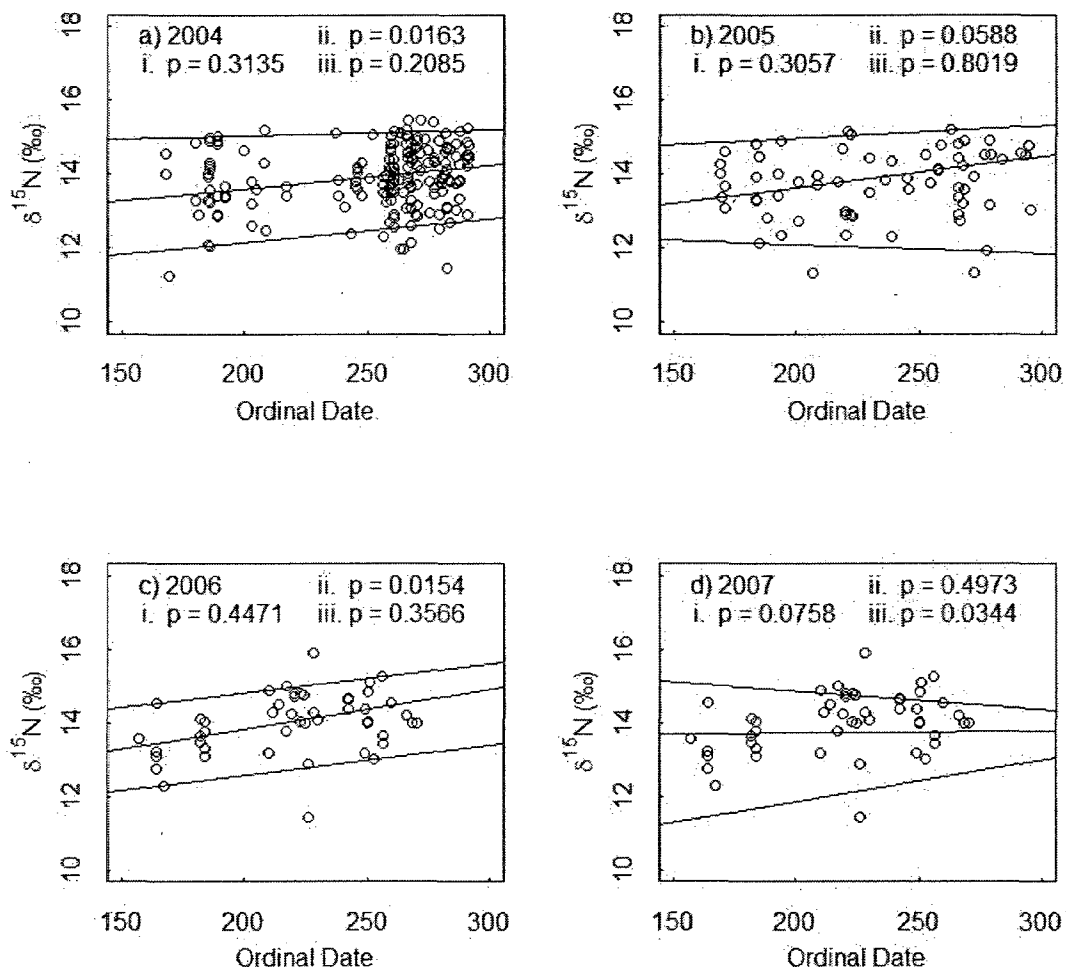 a) 2004 ii. p = 0.0163
i. p = 0.3135 iii. p = 0.2085
18
16
14
12
10
δ15N (‰)
150 200 250 300
Ordinal Date
b) 2005 ii. p = 0.0588
i. p = 0.3057 iii. p = 0.8019
18
16
14
12
10
δ15N (‰)
150 200 250 300
Ordinal Date
c) 2006 ii. p = 0.0154
i. p = 0.4471 iii. p = 0.3566
18
16
14
12
10
δ15N (‰)
150 200 250 300
Ordinal Date
d) 2007 ii. p = 0.4973
i. p = 0.0758 iii. p = 0.0344
18
16
14
12
10
δ15N (‰)
150 200 250 300
Ordinal Date